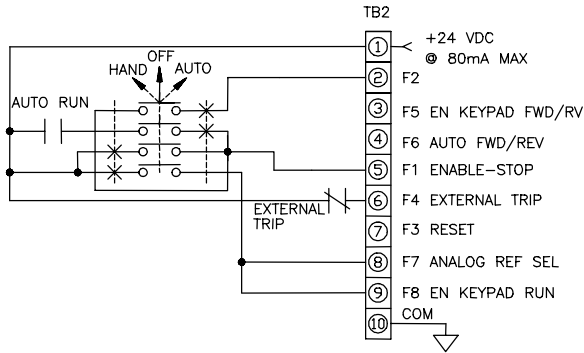 TB2
+24 VDC
@ 80mA MAX
1
OFF
HAND
AUTO
2
F2
AUTO RUN
3
F5 EN KEYPAD FWD/RV
4
F6 AUTO FWD/REV
5
F1 ENABLE-STOP
6
F4 EXTERNAL TRIP
EXTERNAL
TRIP
7
F3 RESET
8
F7 ANALOG REF SEL
9
F8 EN KEYPAD RUN
10
COM